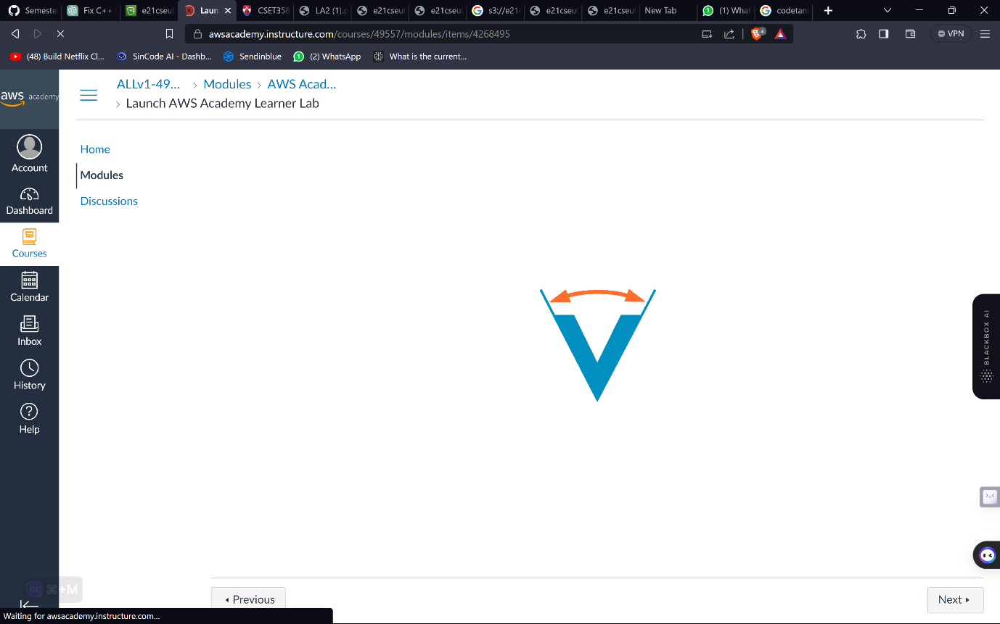 Semeste
Fix C++
e21cseu
Laun
CSET358
LA2 (1).p
e21cseu
e21cseu
s3://e21
e21cseu
e21cseu
New Tab
(1) What
codetan
awsacademy.instructure.com/courses/49557/modules/items/4268495
4
VPN
(48) Build Netflix Cl...
SinCode AI - Dashb...
Sendinblue
(2) WhatsApp
What is the current...
aws academy
ALLv1-49... > Modules > AWS Acad...
> Launch AWS Academy Learner Lab
Account
Dashboard
Courses
Calendar
Inbox
History
Help
Home
Modules
Discussions
V
BLACKBOX AI
CS ⌘+M
Previous
Next
Waiting for awsacademy.instructure.com...